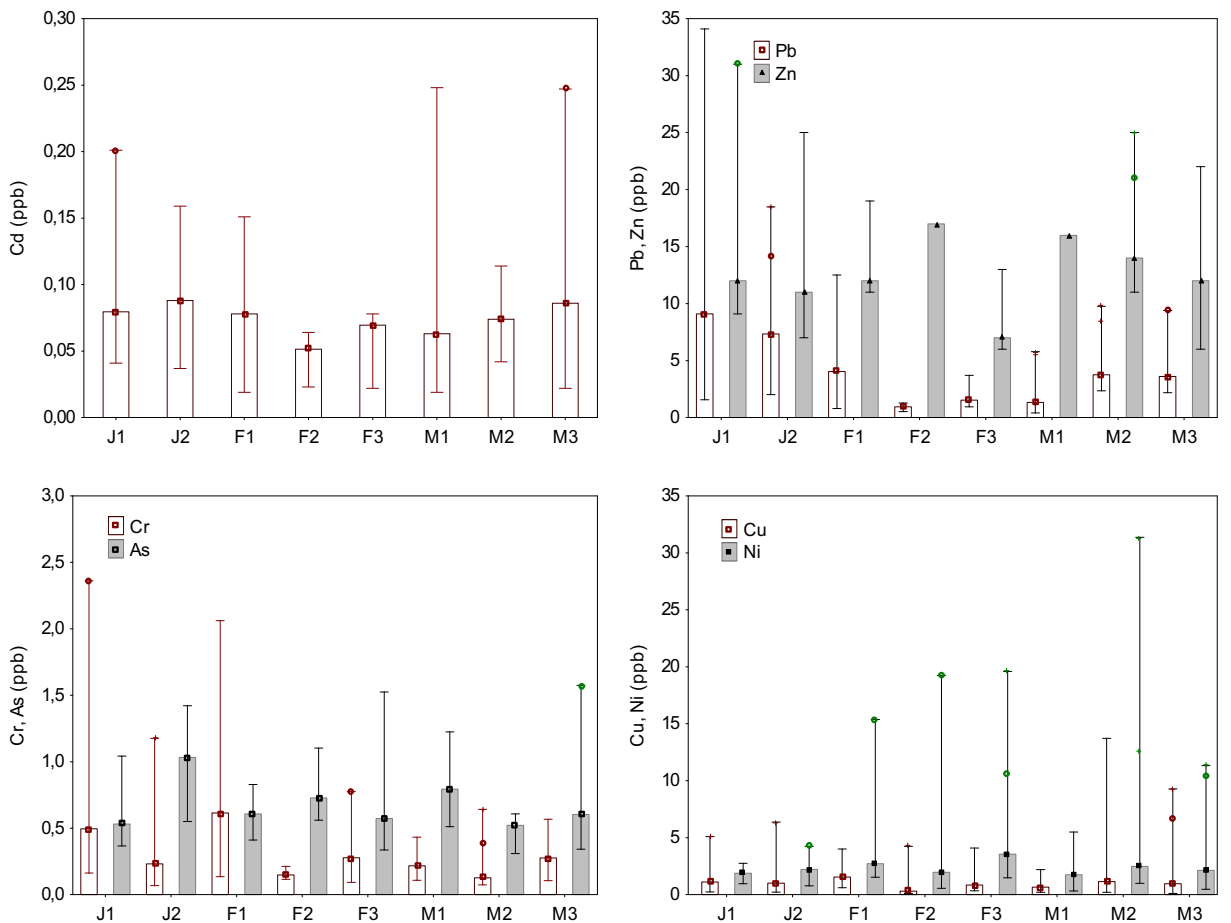 0,30
0,25
0,20
0,15
0,10
0,05
0,00
Cd (ppb)
J1 J2 F1 F2 F3 M1 M2 M3
35
30
25
20
15
10
5
0
Pb, Zn (ppb)
Pb
Zn
J1 J2 F1 F2 F3 M1 M2 M3
3,0
2,5
2,0
1,5
1,0
0,5
0,0
Cr, As (ppb)
Cr
As
J1 J2 F1 F2 F3 M1 M2 M3
35
30
25
20
15
10
5
0
Cu, Ni (ppb)
Cu
Ni
J1 J2 F1 F2 F3 M1 M2 M3